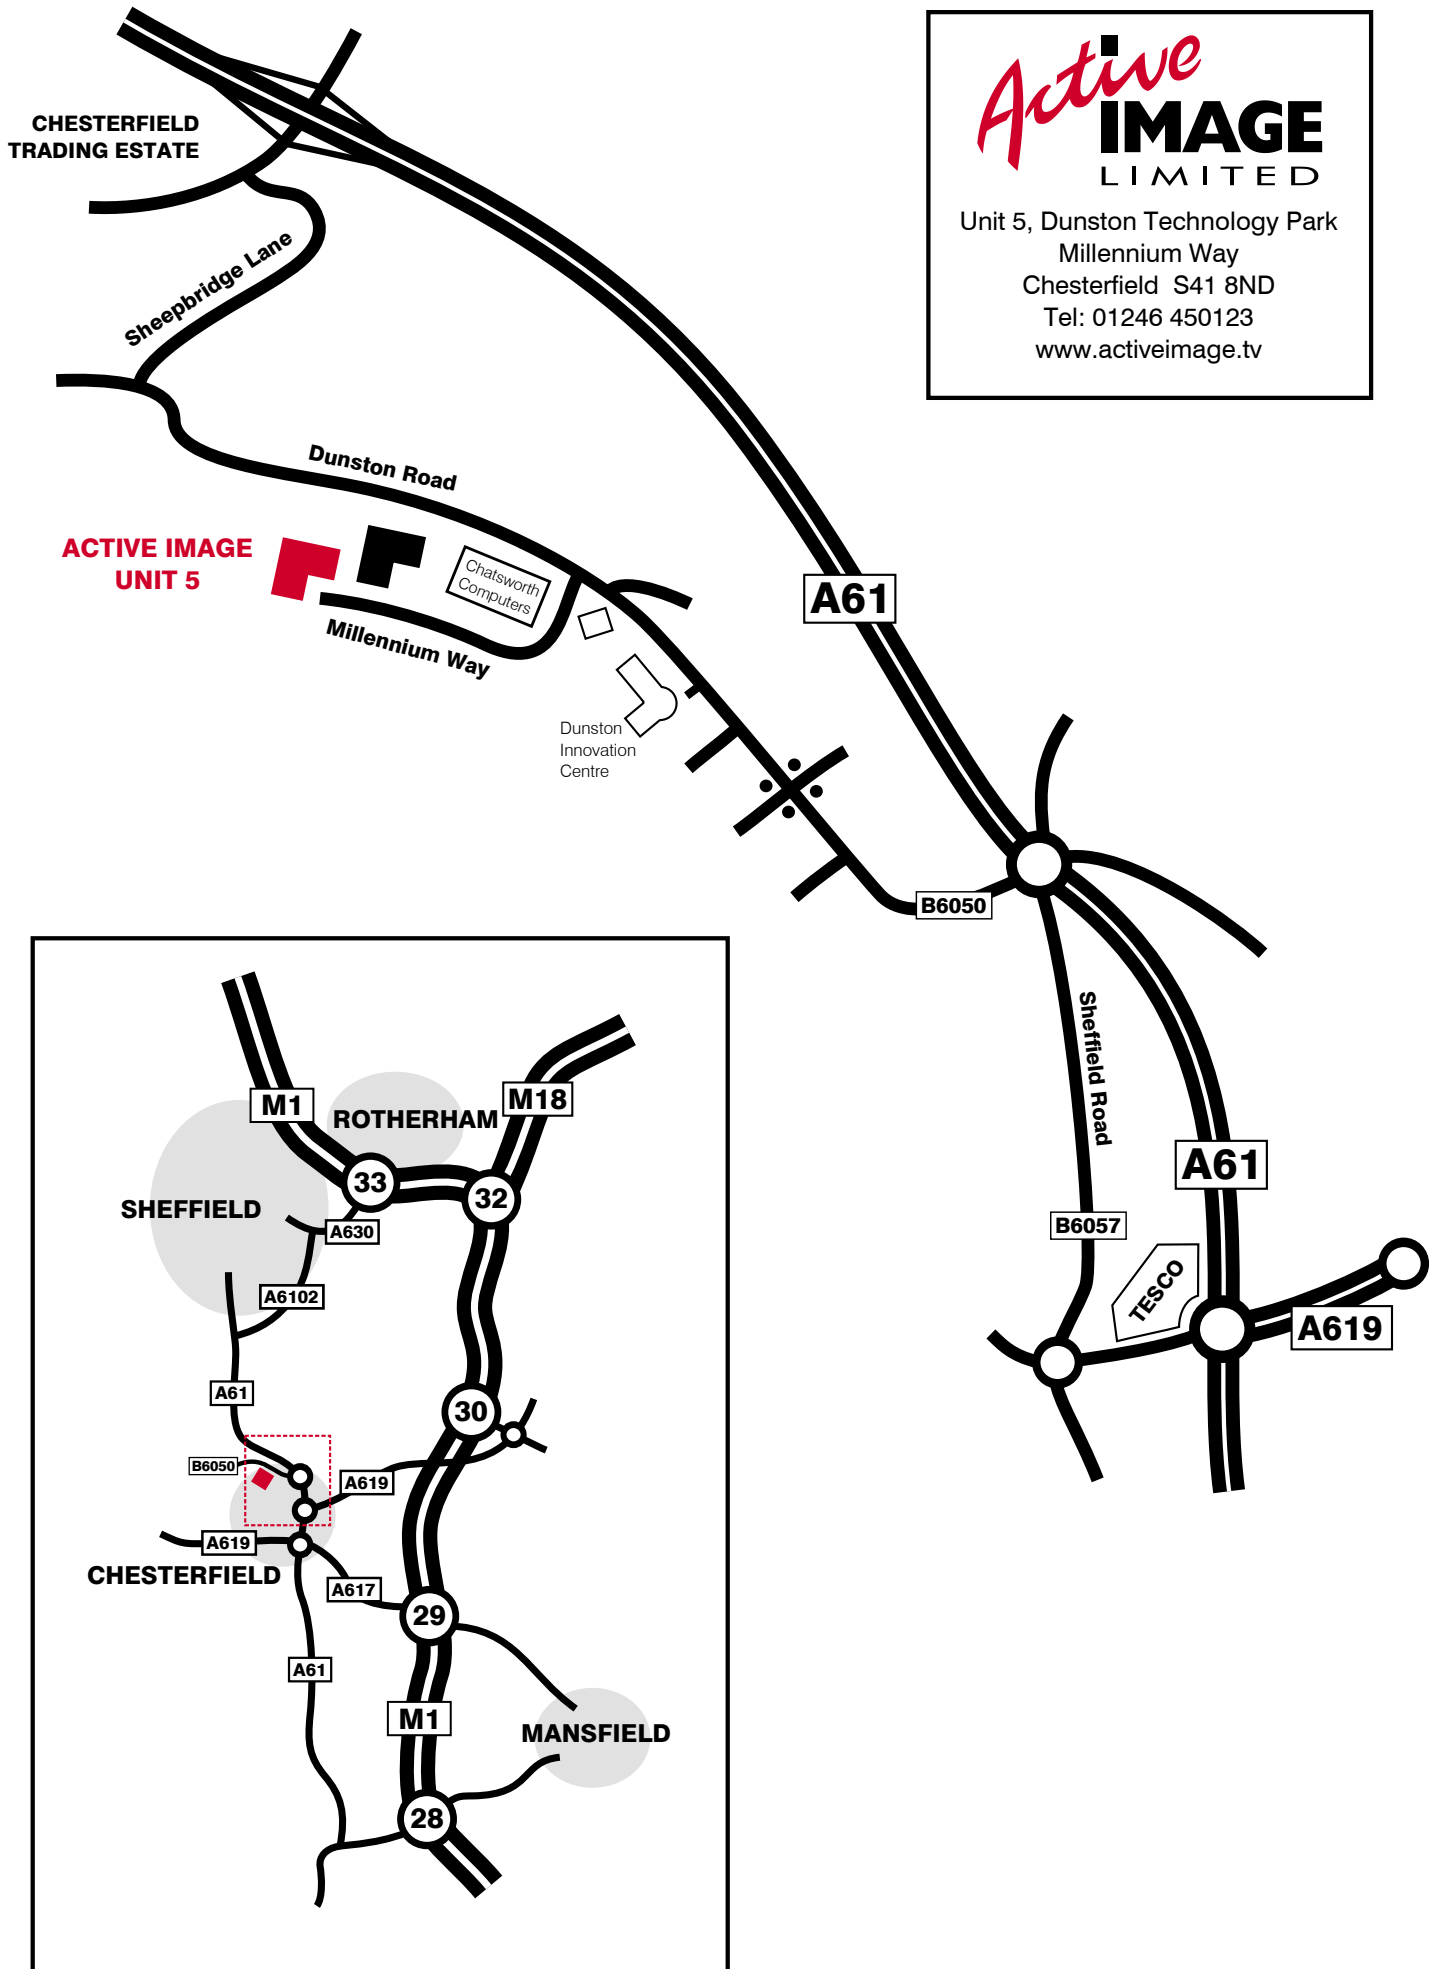 Active
IMAGE
LIMITED
Unit 5, Dunston Technology Park
Millennium Way
Chesterfield S41 8ND
Tel: 01246 450123
www.activeimage.tv
CHESTERFIELD
TRADING ESTATE
Sheepbridge Lane
Dunston Road
ACTIVE IMAGE
UNIT 5
Chatsworth
Computers
Millennium Way
A61
Dunston
Innovation
Centre
B6050
Sheffield Road
A61
B6057
TESCO
A619
M1
ROTHERHAM
M18
33
32
SHEFFIELD
A630
A6102
A61
30
B6050
A619
A619
CHESTERFIELD
A617
29
A61
M1
MANSFIELD
28